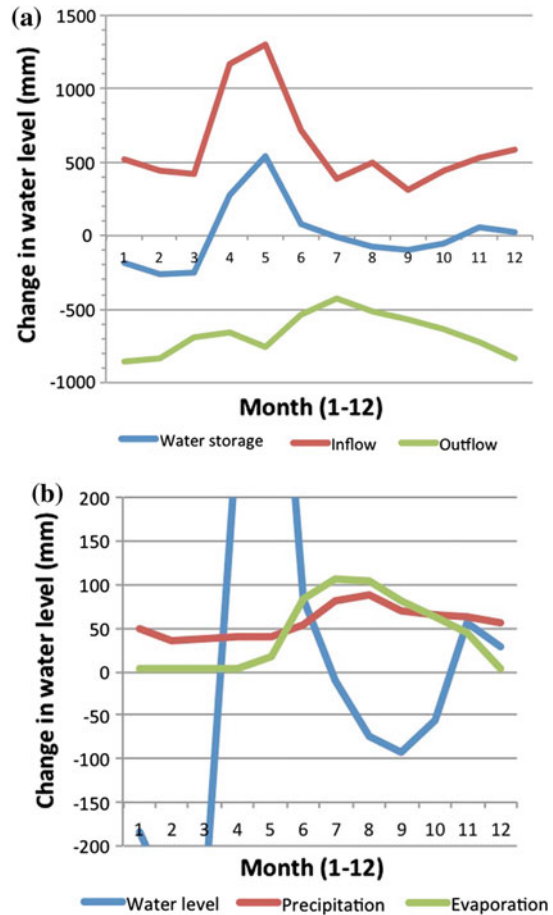 (a)
Change in water level (mm)
1500
1000
500
0
-500
-1000
1 2 3 4 5 6 7 8 9 10 11 12
Month (1-12)
Water storage Inflow Outflow
(b)
Change in water level (mm)
200
150
100
50
0
-50
-100
-150
-200
1 2 3 4 5 6 7 8 9 10 11 12
Month (1-12)
Water level Precipitation Evaporation